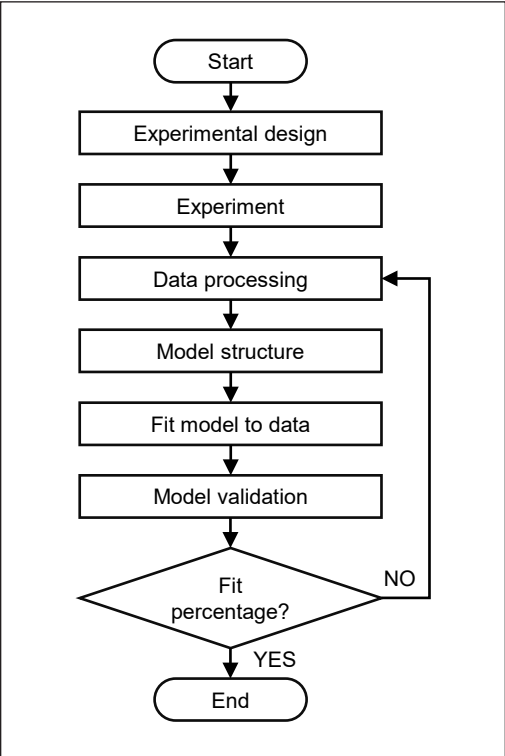 Start
Experimental design
Experiment
Data processing
Model structure
Fit model to data
Model validation
Fit
percentage?
NO
YES
End